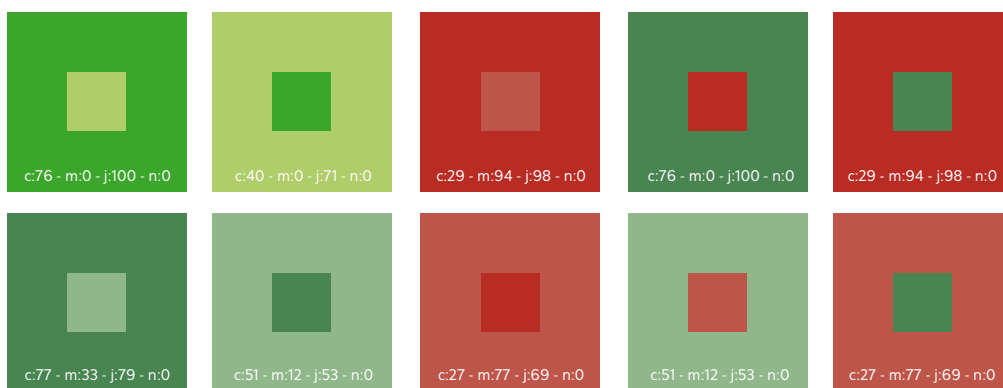 c:76 - m:0 - j:100 - n:0
c:40 - m:0 - j:71 - n:0
c:29 - m:94 - j:98 - n:0
c:76 - m:0 - j:100 - n:0
c:29 - m:94 - j:98 - n:0
c:77 - m:33 - j:79 - n:0
c:51 - m:12 - j:53 - n:0
c:27 - m:77 - j:69 - n:0
c:51 - m:12 - j:53 - n:0
c:27 - m:77 - j:69 - n:0